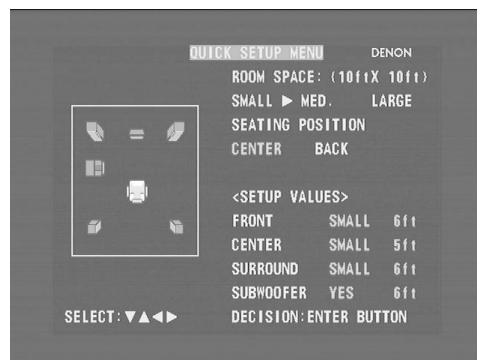 QUICK SETUP MENU DENON
ROOM SPACE: (10ftX 10ft)
SMALL ▶ MED. LARGE
SEATING POSITION
CENTER BACK
<SETUP VALUES>
FRONT SMALL 6ft
CENTER SMALL 5ft
SURROUND SMALL 6ft
SUBWOOFER YES 6ft
SELECT:▼▲◀▶ DECISION:ENTER BUTTON